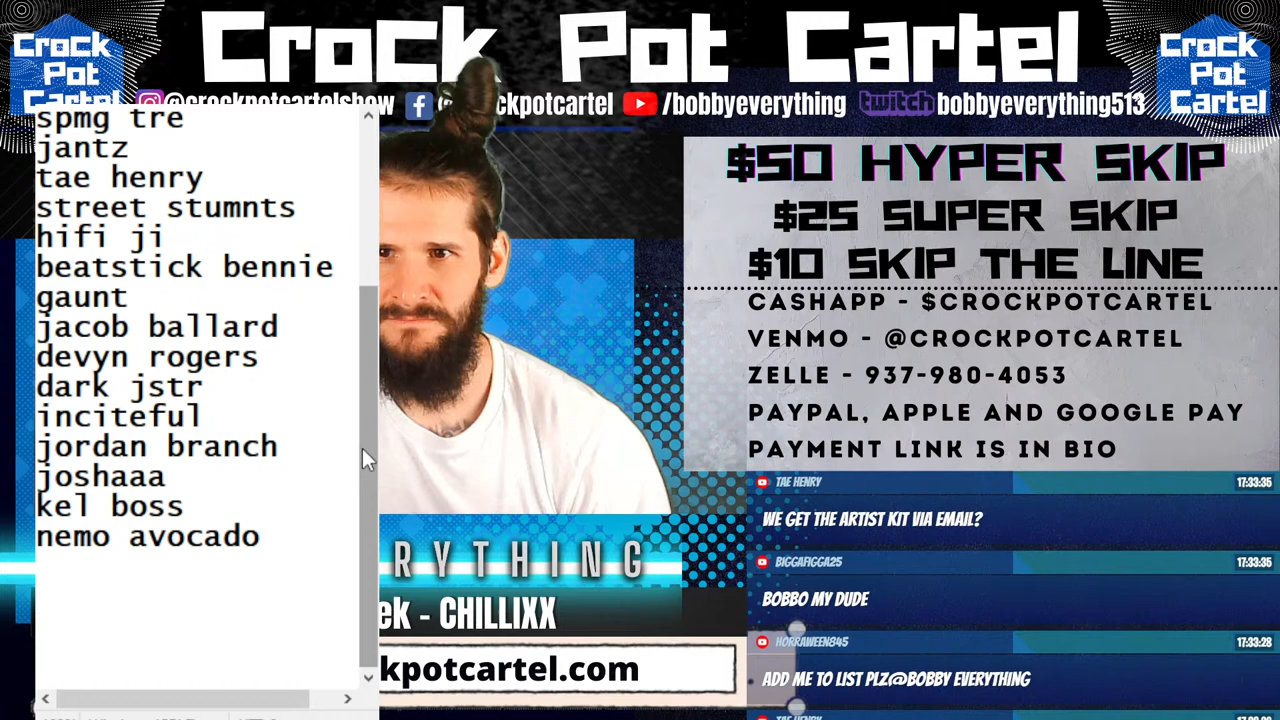 Crock Pot Cartel
Crock
Pot
Cartel
Crock
Pot
Cartel
@crockpotcartelshow
ckpotcartel
/bobbyeverything
twitch bobbyeverything513
spmg tre
jantz
tae henry
street stumnts
hifi ji
beatstick bennie
gaunt
jacob ballard
devyn rogers
dark jstr
inciteful
jordan branch
joshaaa
kel boss
nemo avocado
RYTHING
ek - CHILLIXX
kpotcartel.com
$50 HYPER SKIP
$25 SUPER SKIP
$10 SKIP THE LINE
CASHAPP - $CROCKPOTCARTEL
VENMO - @CROCKPOTCARTEL
ZELLE - 937-980-4053
PAYPAL, APPLE AND GOOGLE PAY
PAYMENT LINK IS IN BIO
TAE HENRY 17:33:35
WE GET THE ARTIST KIT VIA EMAIL?
BIGGAFIGGA25 17:33:35
BOBBO MY DUDE
HORRAWEEN845 17:33:28
ADD ME TO LIST PLZ@BOBBY EVERYTHING
TAE HENRY